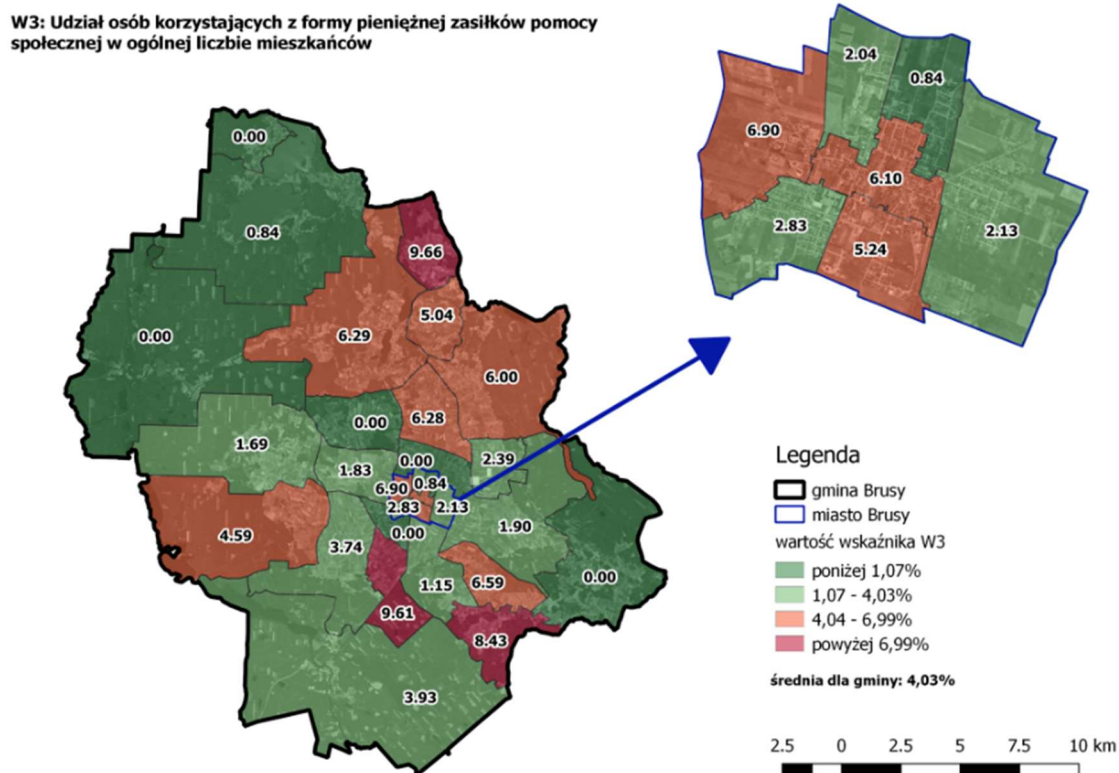 W3: Udział osób korzystających z formy pieniężnej zasiłków pomocy
społecznej w ogólnej liczbie mieszkańców
2.04
0.84
6.90
6.10
2.83
5.24
2.13
0.00
0.84
9.66
5.04
0.00
6.29
6.00
0.00
6.28
1.69
1.83
0.00
2.39
6.90
0.84
2.83
2.13
4.59
0.00
1.90
3.74
1.15
6.59
0.00
9.61
8.43
3.93
Legenda
gmina Brusy
miasto Brusy
wartość wskaźnika W3
poniżej 1,07%
1,07 - 4,03%
4,04 - 6,99%
powyżej 6,99%
średnia dla gminy: 4,03%
2.5 0 2.5 5 7.5 10 km